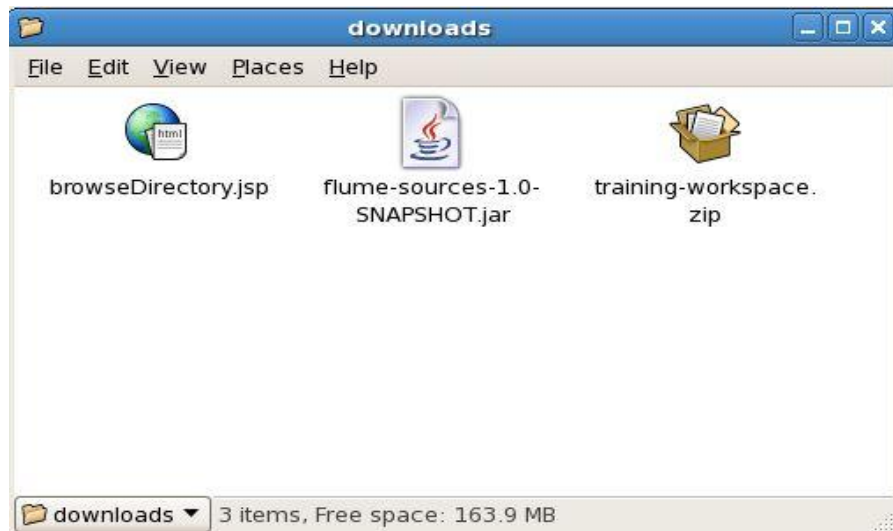 downloads
File Edit View Places Help
html
browseDirectory.jsp
flume-sources-1.0-
SNAPSHOT.jar
training-workspace.
zip
downloads 3 items, Free space: 163.9 MB